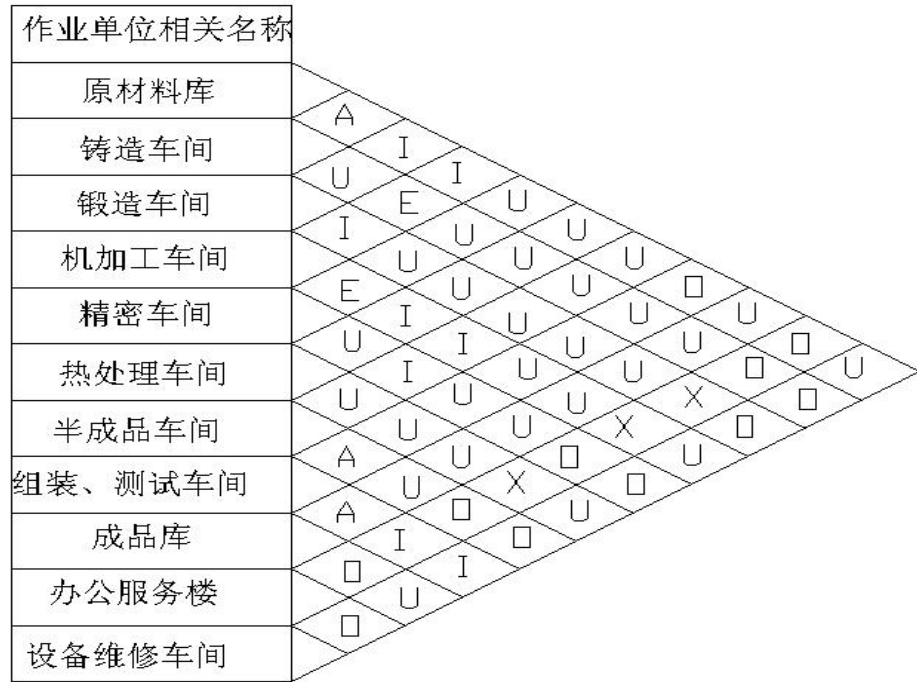 作业单位相关名称
原材料库 A I I U U U O U O U
铸造车间 U E U U U U U O O
锻造车间 I U U U U U X O
机加工车间 E I I U U X U
精密车间 U I U U O O
热处理车间 U U U X U
半成品车间 A U O O
组装、测试车间 A I I
成品库 O U
办公服务楼 O
设备维修车间